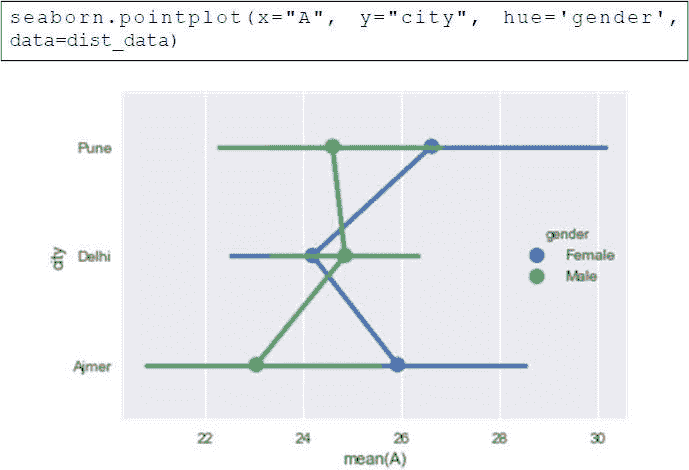 seaborn.pointplot(x="A", y="city", hue='gender',
data=dist_data)
Pune
Delhi
Ajmer
city
gender
Female
Male
22 24 26 28 30
mean(A)